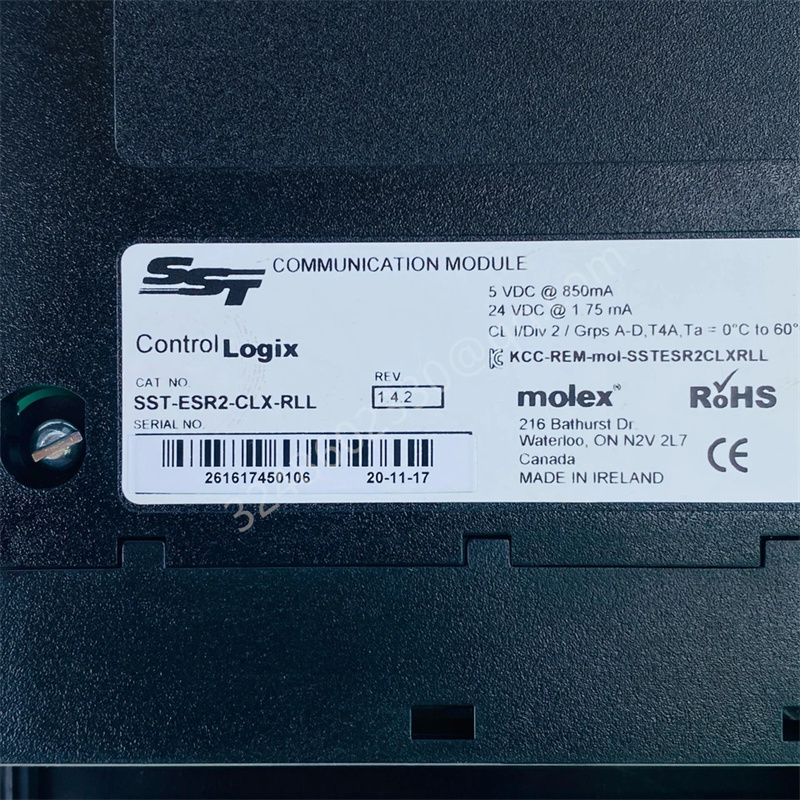 SST COMMUNICATION MODULE
5 VDC @ 850mA
24 VDC @ 1.75 mA
CL I/Div 2 / Grps A-D,T4A,Ta = 0°C to 60°
Control Logix
KCC-REM-mol-SSTESR2CLXRLL
CAT NO.
REV
SST-ESR2-CLX-RLL
1.4.2
molex®
RoHS
SERIAL NO.
216 Bathurst Dr.
Waterloo, ON N2V 2L7
Canada
CE
MADE IN IRELAND
261617450106
20-11-17